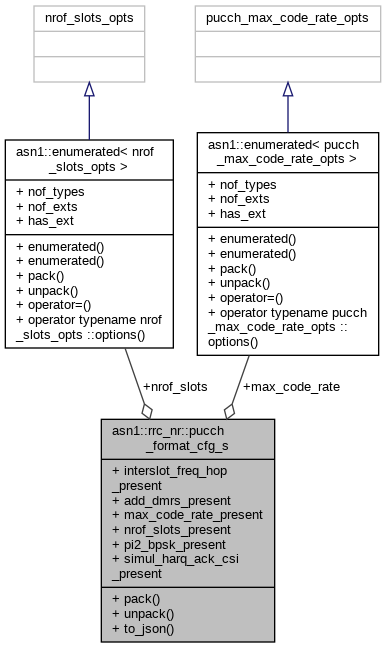 nrof_slots_opts
pucch_max_code_rate_opts
asn1::enumerated< nrof
_slots_opts >
+ nof_types
+ nof_exts
+ has_ext
+ enumerated()
+ enumerated()
+ pack()
+ unpack()
+ operator=()
+ operator typename nrof
_slots_opts ::options()
asn1::enumerated< pucch
_max_code_rate_opts >
+ nof_types
+ nof_exts
+ has_ext
+ enumerated()
+ enumerated()
+ pack()
+ unpack()
+ operator=()
+ operator typename pucch
_max_code_rate_opts ::
options()
+nrof_slots
+max_code_rate
asn1::rrc_nr::pucch
_format_cfg_s
+ interslot_freq_hop
_present
+ add_dmrs_present
+ max_code_rate_present
+ nrof_slots_present
+ pi2_bpsk_present
+ simul_harq_ack_csi
_present
+ pack()
+ unpack()
+ to_json()